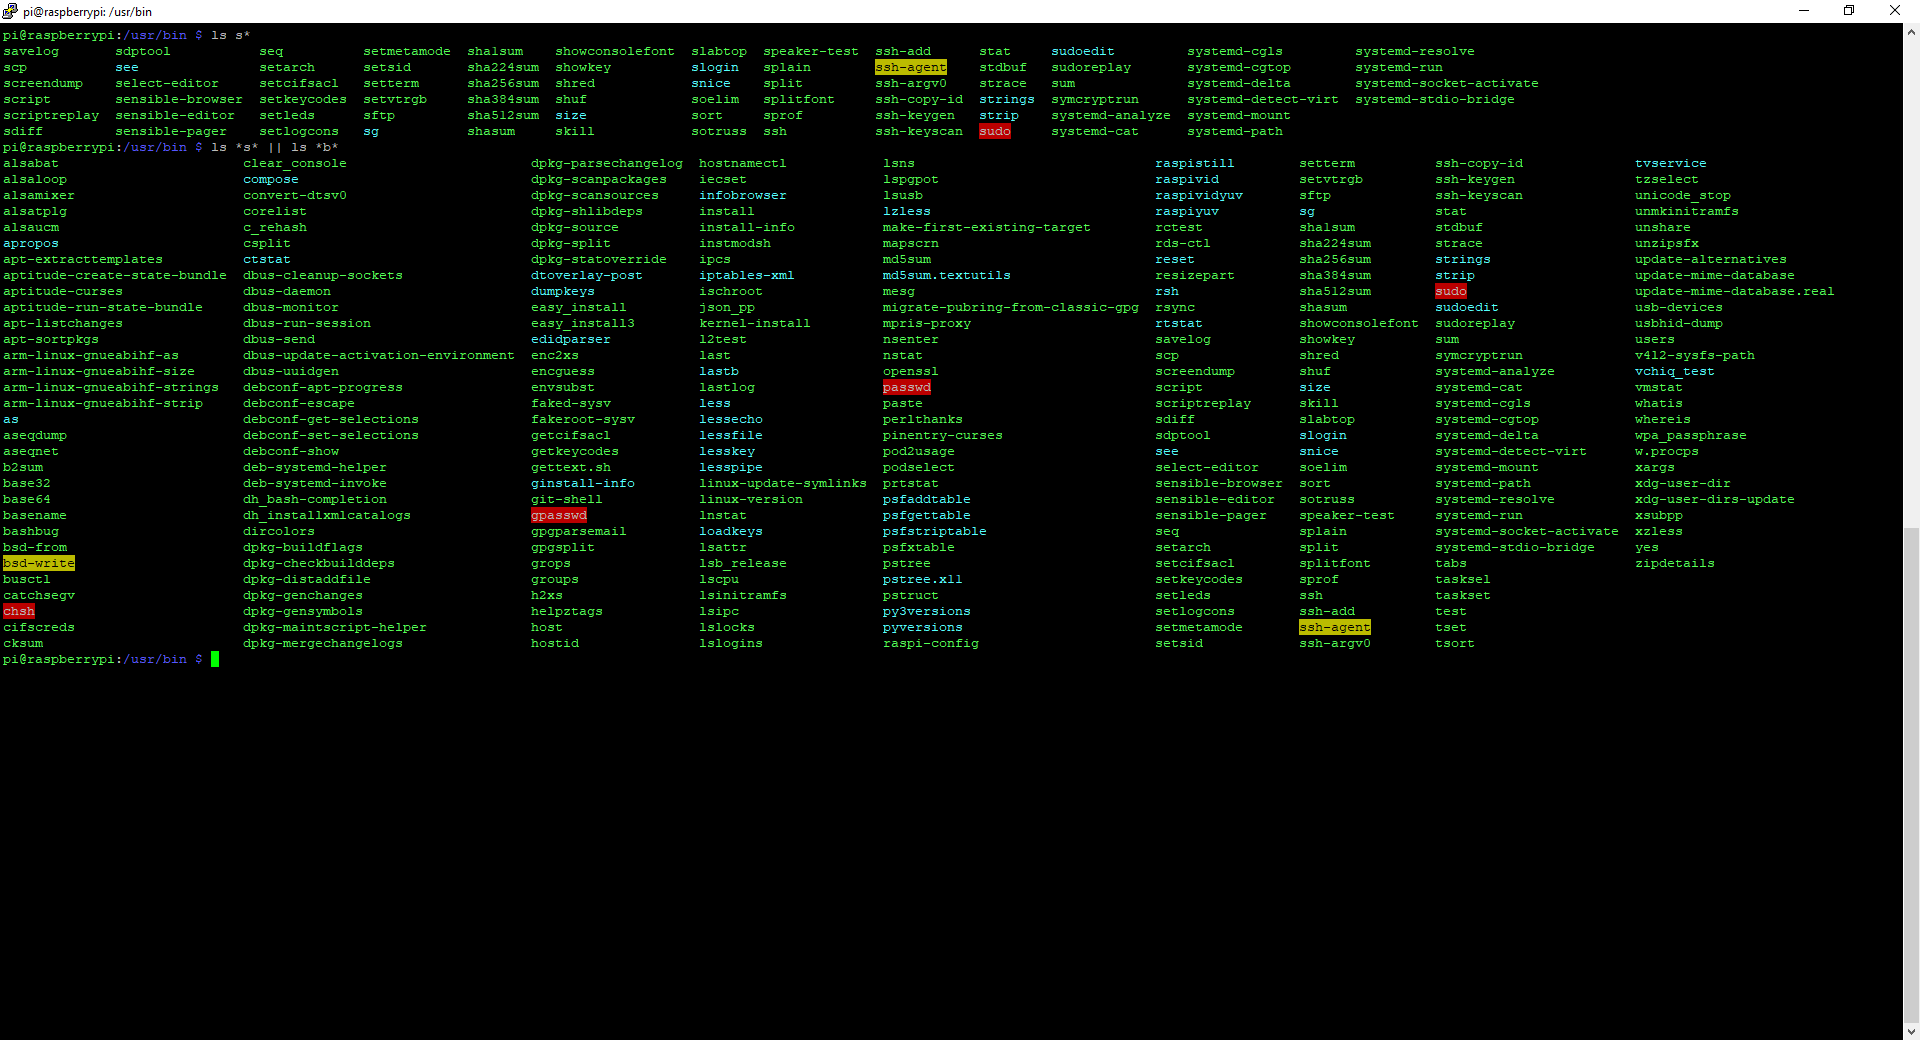 pi@raspberrypi: /usr/bin
pi@raspberrypi:/usr/bin $ ls s*
savelog sdptool seq setmetamode sha1sum showconsolefont slabtop speaker-test ssh-add stat sudoedit systemd-cgls systemd-resolve
scp see setarch setsid sha224sum showkey slogin splain ssh-agent stdbuf sudoreplay systemd-cgtop systemd-run
screendump select-editor setcifsacl setterm sha256sum shred snice split ssh-argv0 strace sum systemd-delta systemd-socket-activate
script sensible-browser setkeycodes setvtrgb sha384sum shuf soelim splitfont ssh-copy-id strings symcryptrun systemd-detect-virt systemd-stdio-bridge
scriptreplay sensible-editor setleds sftp sha512sum size sort sprof ssh-keygen strip systemd-analyze systemd-mount
sdiff sensible-pager setlogcons sg shasum skill sotruss ssh ssh-keyscan sudo systemd-cat systemd-path
pi@raspberrypi:/usr/bin $ ls *s* || ls *b*
alsabat clear_console dpkg-parsechangelog hostnamectl lsns raspistill setterm ssh-copy-id tvservice
alsaloop compose dpkg-scanpackages iecset lspgpot raspivid setvtrgb ssh-keygen tzselect
alsamixer convert-dtsv0 dpkg-scansources infobrowser lsusb raspividyuv sftp ssh-keyscan unicode_stop
alsatplg corelist dpkg-shlibdeps install lzless raspiyuv sg stat unmkinitramfs
alsaucm c_rehash dpkg-source install-info make-first-existing-target rctest sha1sum stdbuf unshare
apropos csplit dpkg-split instmodsh mapscrn rds-ctl sha224sum strace unzipsfx
apt-extracttemplates ctstat dpkg-statoverride ipcs md5sum reset sha256sum strings update-alternatives
aptitude-create-state-bundle dbus-cleanup-sockets dtoverlay-post iptables-xml md5sum.textutils resizepart sha384sum strip update-mime-database
aptitude-curses dbus-daemon dumpkeys ischroot mesg rsh sha512sum sudo update-mime-database.real
aptitude-run-state-bundle dbus-monitor easy_install json_pp migrate-pubring-from-classic-gpg rsync shasum sudoedit usb-devices
apt-listchanges dbus-run-session easy_install3 kernel-install mpris-proxy rtstat showconsolefont sudoreplay usbhid-dump
apt-sortpkgs dbus-send edidparser l2test nsenter savelog showkey sum users
arm-linux-gnueabihf-as dbus-update-activation-environment enc2xs last nstat scp shred symcryptrun v4l2-sysfs-path
arm-linux-gnueabihf-size dbus-uuidgen encguess lastb openssl screendump shuf systemd-analyze vchiq_test
arm-linux-gnueabihf-strings debconf-apt-progress envsubst lastlog passwd script size systemd-cat vmstat
arm-linux-gnueabihf-strip debconf-escape faked-sysv less paste scriptreplay skill systemd-cgls whatis
as debconf-get-selections fakeroot-sysv lessecho perlthanks sdiff slabtop systemd-cgtop whereis
aseqdump debconf-set-selections getcifsacl lessfile pinentry-curses sdptool slogin systemd-delta wpa_passphrase
aseqnet debconf-show getkeycodes lesskey pod2usage see snice systemd-detect-virt w.procps
b2sum deb-systemd-helper gettext.sh lesspipe podselect select-editor soelim systemd-mount xargs
base32 deb-systemd-invoke ginstall-info linux-update-symlinks prtstat sensible-browser sort systemd-path xdg-user-dir
base64 dh_bash-completion git-shell linux-version psfaddtable sensible-editor sotruss systemd-resolve xdg-user-dirs-update
basename dh_installxmlcatalogs gpasswd lnstat psfgettable sensible-pager speaker-test systemd-run xsubpp
bashbug dircolors gpgparsemail loadkeys psfstriptable seq splain systemd-socket-activate xzless
bsd-from dpkg-buildflags gpgsplit lsattr psfxtable setarch split systemd-stdio-bridge yes
bsd-write dpkg-checkbuilddeps grops lsb_release pstree setcifsacl splitfont tabs zipdetails
busctl dpkg-distaddfile groups lscpu pstree.x11 setkeycodes sprof tasksel
catchsegv dpkg-genchanges h2xs lsinitramfs pstruct setleds ssh taskset
chsh dpkg-gensymbols helpztags lsipc py3versions setlogcons ssh-add test
cifscreds dpkg-maintscript-helper host lslocks pyversions setmetamode ssh-agent tset
cksum dpkg-mergechangelogs hostid lslogins raspi-config setsid ssh-argv0 tsort
pi@raspberrypi:/usr/bin $